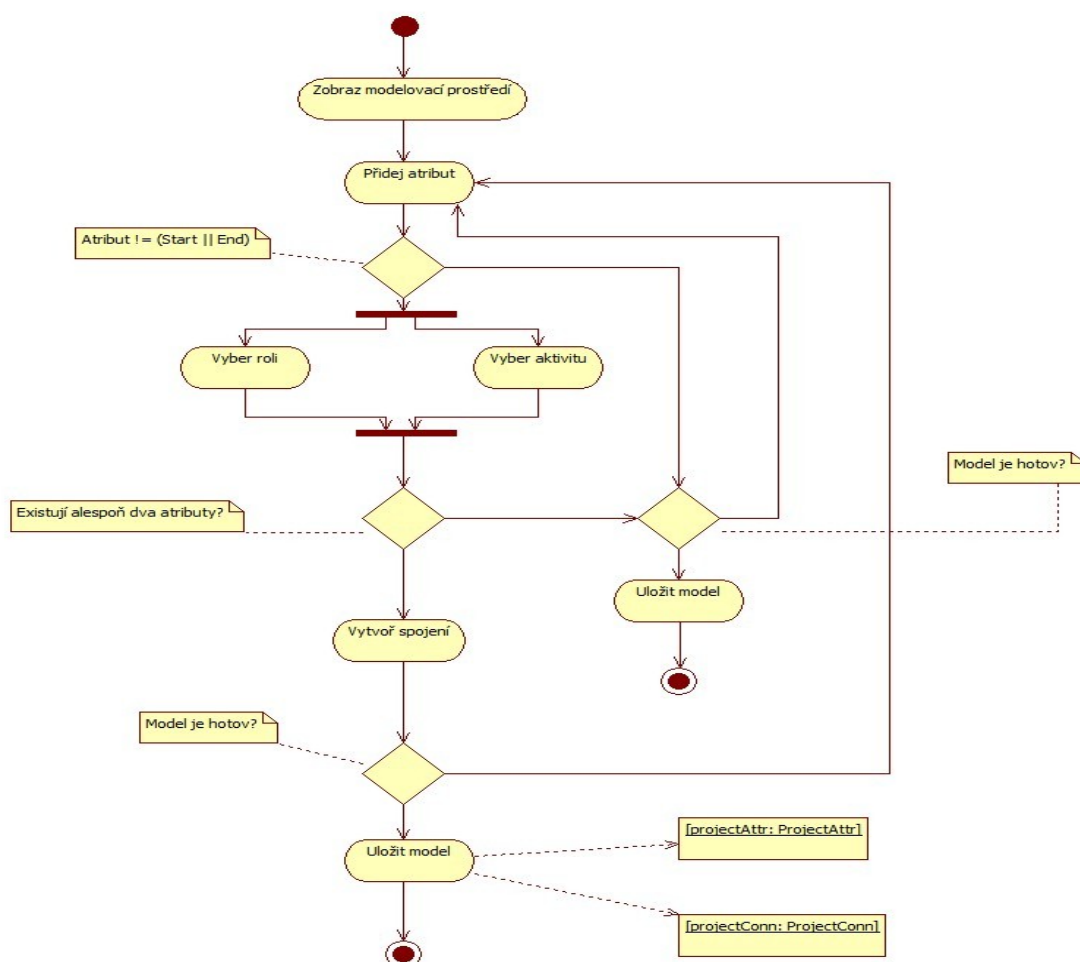 Zobraz modelovací prostředí
Přidej atribut
Atribut != (Start || End)
Vyber roli
Vyber aktivitu
Model je hotov?
Existují alespoň dva atributy?
Uložit model
Vytvoř spojení
Model je hotov?
[projectAttr: ProjectAttr]
Uložit model
[projectConn: ProjectConn]